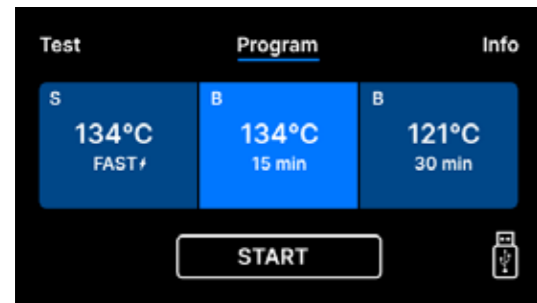 Test Program Info
S B B
134°C 134°C 121°C
FAST⚡ 15 min 30 min
START